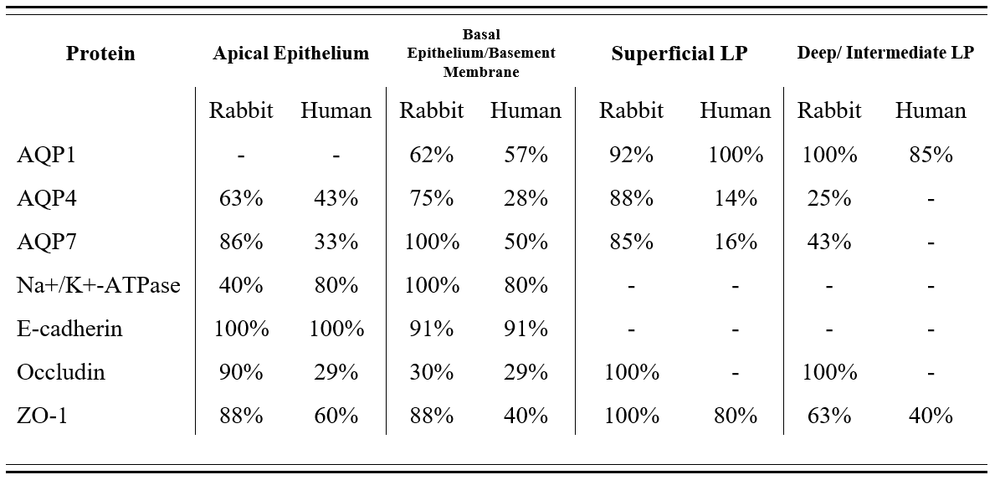 Protein Apical Epithelium Basal Epithelium/Basement Membrane Superficial LP Deep/ Intermediate LP
Rabbit Human Rabbit Human Rabbit Human Rabbit Human
AQP1 - - 62% 57% 92% 100% 100% 85%
AQP4 63% 43% 75% 28% 88% 14% 25% -
AQP7 86% 33% 100% 50% 85% 16% 43% -
Na+/K+-ATPase 40% 80% 100% 80% - - - -
E-cadherin 100% 100% 91% 91% - - - -
Occludin 90% 29% 30% 29% 100% - 100% -
ZO-1 88% 60% 88% 40% 100% 80% 63% 40%